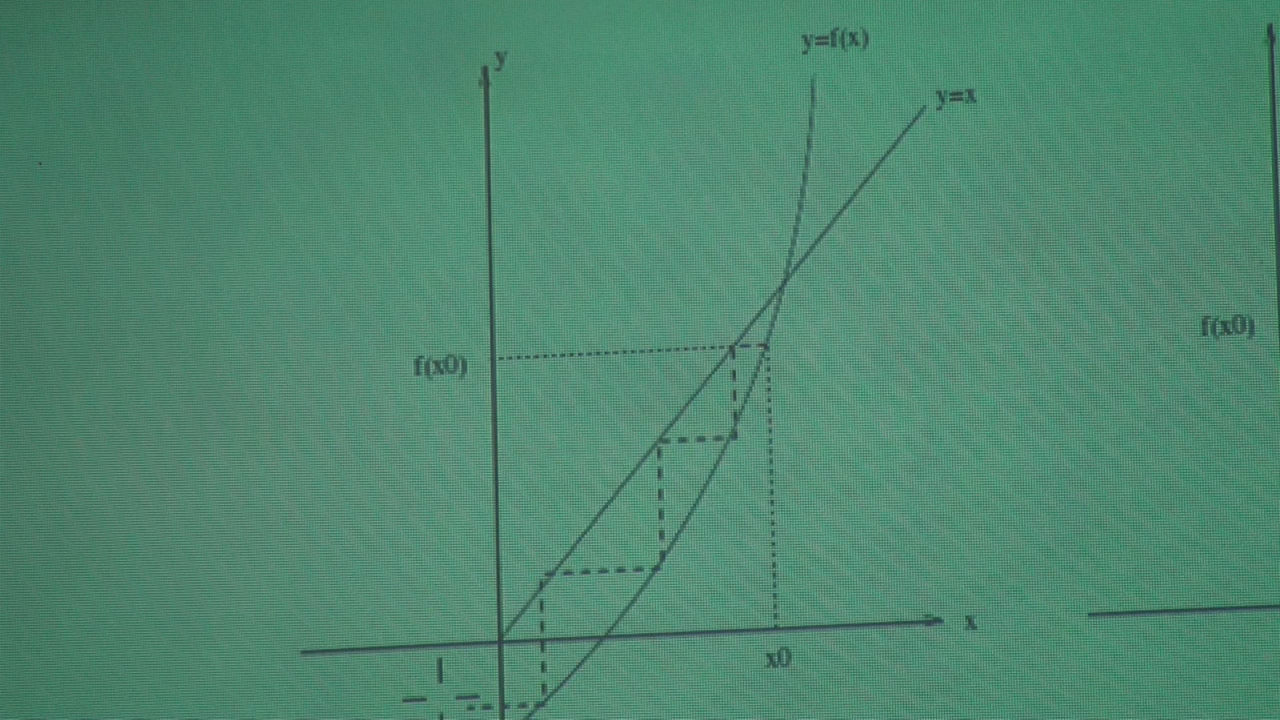 y=f(x)
y
y=x
f(x0)
f(x0)
x
x0